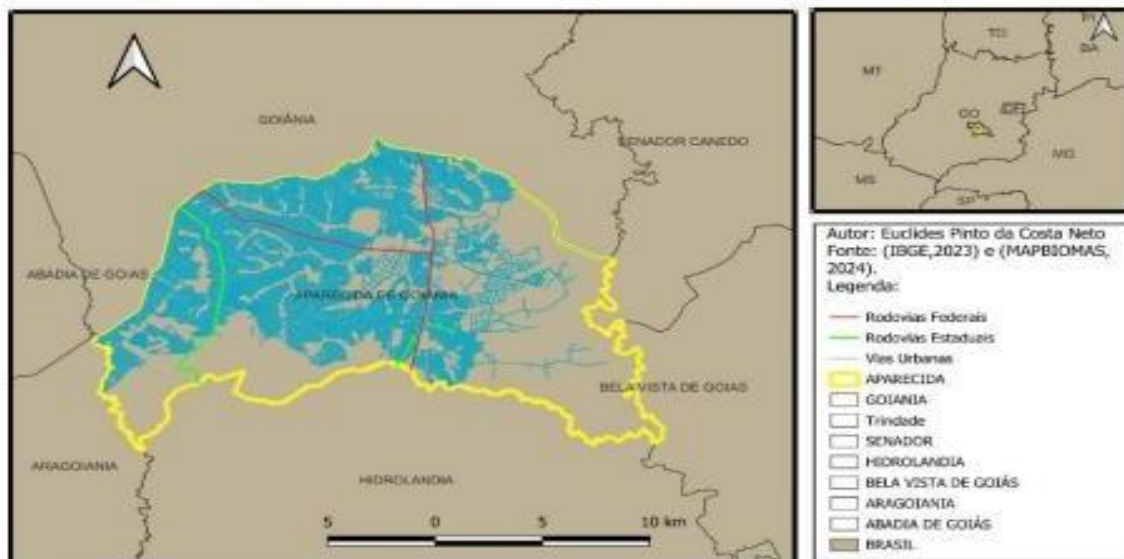 GOIÂNIA
SENADOR CANEDO
ABADIA DE GOIAS
APARECIDA DE GOIANIA
BELA VISTA DE GOIAS
ARAGOIANIA
HIDROLANDIA
5 0 5 10 km
TO
BA
MT
GO
DF
MG
MS
SP
Autor: Euclides Pinto da Costa Neto
Fonte: (IBGE,2023) e (MAPBIOMAS,
2024).
Legenda:
Rodovias Federais
Rodovias Estaduais
Vias Urbanas
APARECIDA
GOIANIA
Trindade
SENADOR
HIDROLANDIA
BELA VISTA DE GOIÁS
ARAGOIANIA
ABADIA DE GOIÁS
BRASIL